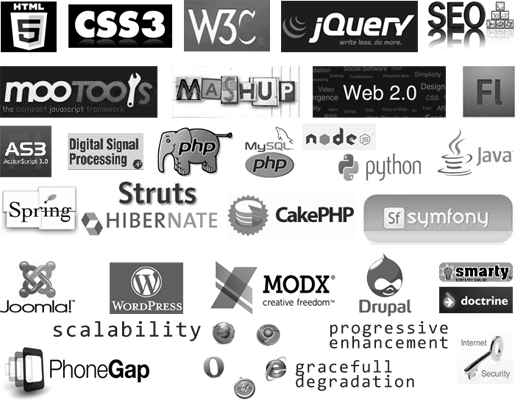 HTML
5
CSS3
W3C
jQuery
write less, do more.
SEO
mootools
the compact javascript framework
MASHUP
Web 2.0
Fl
AS3
ActionScript 3.0
Digital Signal
Processing
php
MySQL
php
node
JS
python
Java
Spring
Struts
HIBERNATE
CakePHP
Sf symfony
Joomla!
WORDPRESS
MODX
creative freedom
Drupal
smarty
doctrine
scalability
progressive
enhancement
PhoneGap
gracefull
degradation
Internet
Security